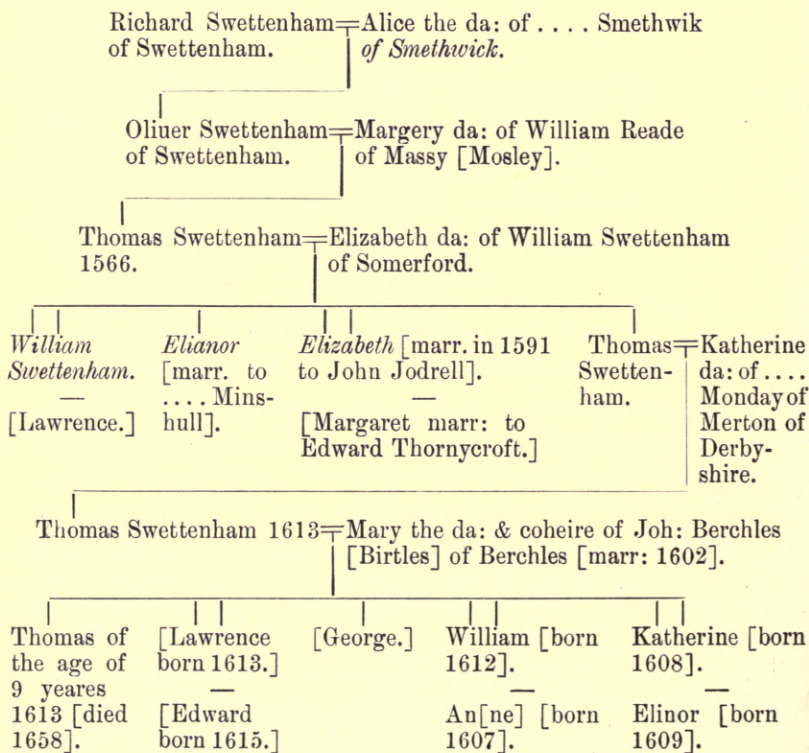 Richard Swettenham=Alice the da: of . . . . Smethwik
of Swettenham. of Smethwick.
Oliuer Swettenham=Margery da: of William Reade
of Swettenham. of Massy [Mosley].
Thomas Swettenham=Elizabeth da: of William Swettenham
1566. of Somerford.
William
Swettenham.
—
[Lawrence.]
Elianor
[marr. to
. . . . Mins-
hull].
Elizabeth [marr. in 1591
to John Jodrell].
—
[Margaret marr: to
Edward Thornycroft.]
Thomas=Katherine
Swetten- da: of . . . .
ham. Monday of
Merton of
Derby-
shire.
Thomas Swettenham 1613=Mary the da: & coheire of Joh: Berchles
[Birtles] of Berchles [marr: 1602].
Thomas of
the age of
9 yeares
1613 [died
1658].
[Lawrence
born 1613.]
—
[Edward
born 1615.]
[George.]
William [born
1612].
—
An[ne] [born
1607].
Katherine [born
1608].
—
Elinor [born
1609].